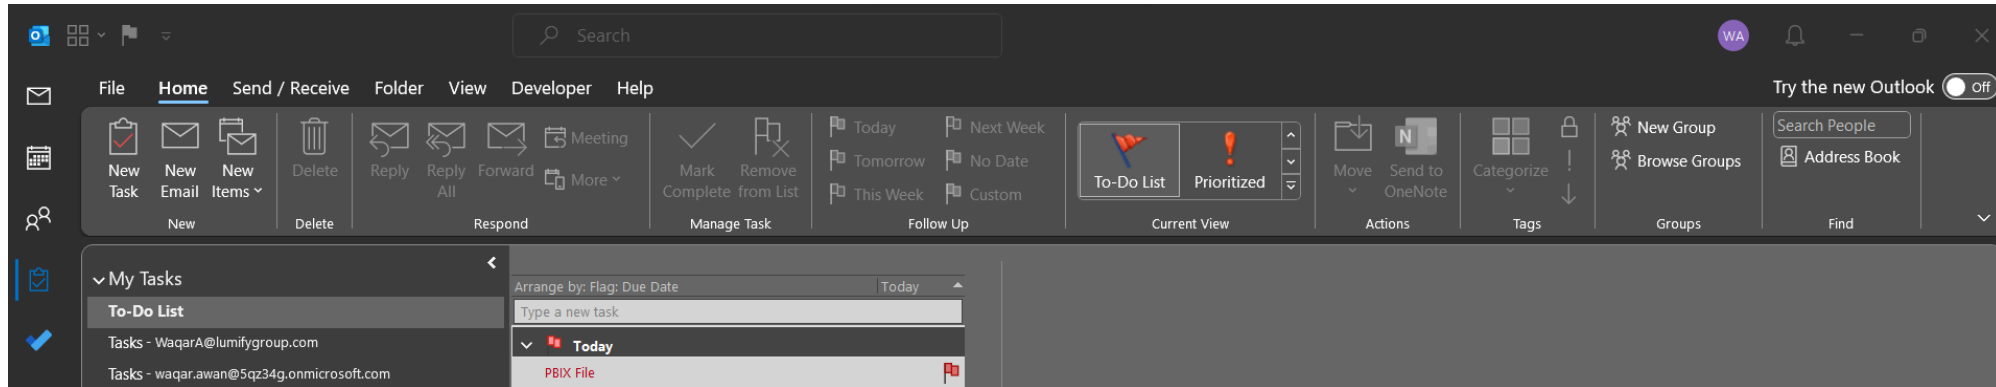 Search
WA
File Home Send / Receive Folder View Developer Help
Try the new Outlook Off
New Task
New Email
New Items
New
Delete
Delete
Reply
Reply All
Forward
Meeting
More
Respond
Mark Complete
Remove from List
Manage Task
Today
Tomorrow
This Week
Next Week
No Date
Custom
Follow Up
To-Do List
Prioritized
Current View
Move
Send to OneNote
Actions
Categorize
Tags
New Group
Browse Groups
Groups
Search People
Address Book
Find
My Tasks
To-Do List
Tasks - WaqarA@lumifygroup.com
Tasks - waqar.awan@5qz34g.onmicrosoft.com
Arrange by: Flag: Due Date Today
Type a new task
Today
PBIX File